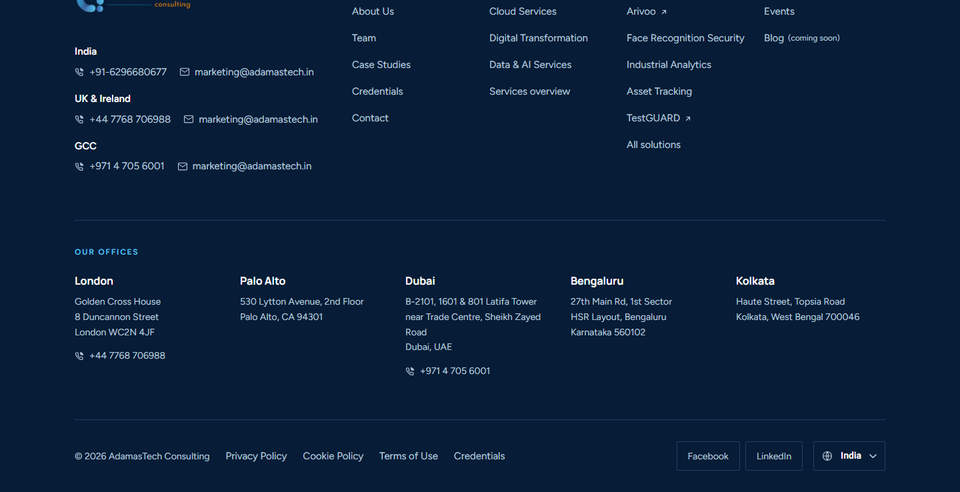 consulting
India
+91-6296680677 marketing@adamastech.in
UK & Ireland
+44 7768 706988 marketing@adamastech.in
GCC
+971 4 705 6001 marketing@adamastech.in
About Us
Team
Case Studies
Credentials
Contact
Cloud Services
Digital Transformation
Data & AI Services
Services overview
Arivoo ↗
Face Recognition Security
Industrial Analytics
Asset Tracking
TestGUARD ↗
All solutions
Events
Blog (coming soon)
OUR OFFICES
London
Golden Cross House
8 Duncannon Street
London WC2N 4JF
+44 7768 706988
Palo Alto
530 Lytton Avenue, 2nd Floor
Palo Alto, CA 94301
Dubai
B-2101, 1601 & 801 Latifa Tower
near Trade Centre, Sheikh Zayed
Road
Dubai, UAE
+971 4 705 6001
Bengaluru
27th Main Rd, 1st Sector
HSR Layout, Bengaluru
Karnataka 560102
Kolkata
Haute Street, Topsia Road
Kolkata, West Bengal 700046
© 2026 AdamasTech Consulting Privacy Policy Cookie Policy Terms of Use Credentials
Facebook LinkedIn India